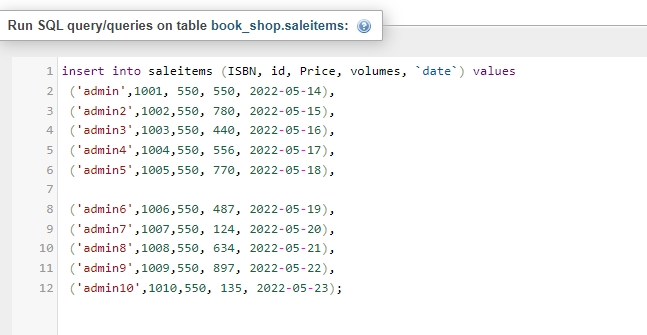 Run SQL query/queries on table book_shop.saleitems:
1 insert into saleitems (ISBN, id, Price, volumes, `date`) values
2 ('admin',1001, 550, 550, 2022-05-14),
3 ('admin2',1002,550, 780, 2022-05-15),
4 ('admin3',1003,550, 440, 2022-05-16),
5 ('admin4',1004,550, 556, 2022-05-17),
6 ('admin5',1005,550, 770, 2022-05-18),
7
8 ('admin6',1006,550, 487, 2022-05-19),
9 ('admin7',1007,550, 124, 2022-05-20),
10 ('admin8',1008,550, 634, 2022-05-21),
11 ('admin9',1009,550, 897, 2022-05-22),
12 ('admin10',1010,550, 135, 2022-05-23);